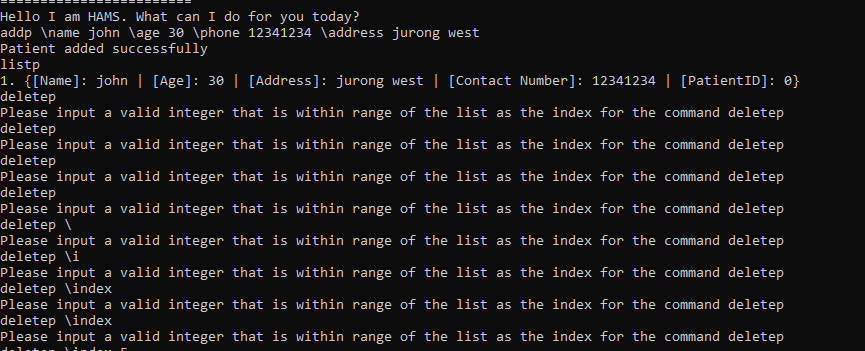 =========================
Hello I am HAMS. What can I do for you today?
addp \name john \age 30 \phone 12341234 \address jurong west
Patient added successfully
listp
1. {[Name]: john | [Age]: 30 | [Address]: jurong west | [Contact Number]: 12341234 | [PatientID]: 0}
deletep
Please input a valid integer that is within range of the list as the index for the command deletep
deletep
Please input a valid integer that is within range of the list as the index for the command deletep
deletep
Please input a valid integer that is within range of the list as the index for the command deletep
deletep
Please input a valid integer that is within range of the list as the index for the command deletep
deletep \
Please input a valid integer that is within range of the list as the index for the command deletep
deletep \i
Please input a valid integer that is within range of the list as the index for the command deletep
deletep \index
Please input a valid integer that is within range of the list as the index for the command deletep
deletep \index
Please input a valid integer that is within range of the list as the index for the command deletep
deletep \index